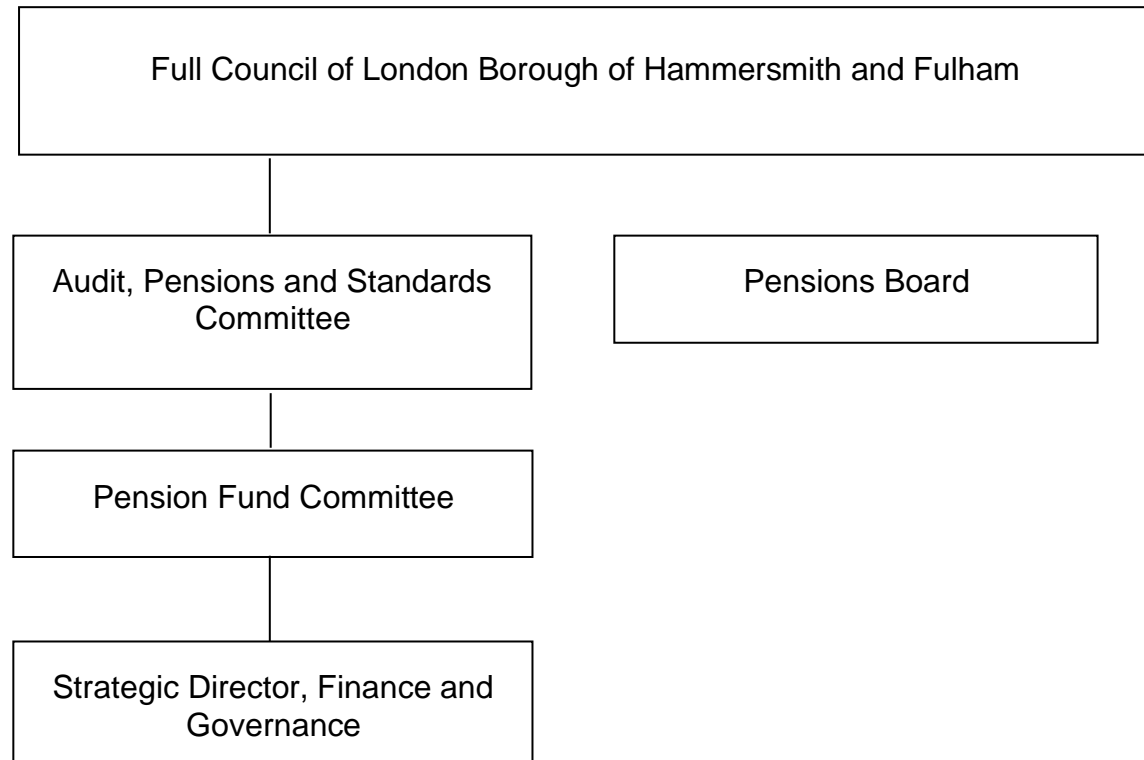 Full Council of London Borough of Hammersmith and Fulham
Audit, Pensions and Standards
Committee
Pensions Board
Pension Fund Committee
Strategic Director, Finance and
Governance